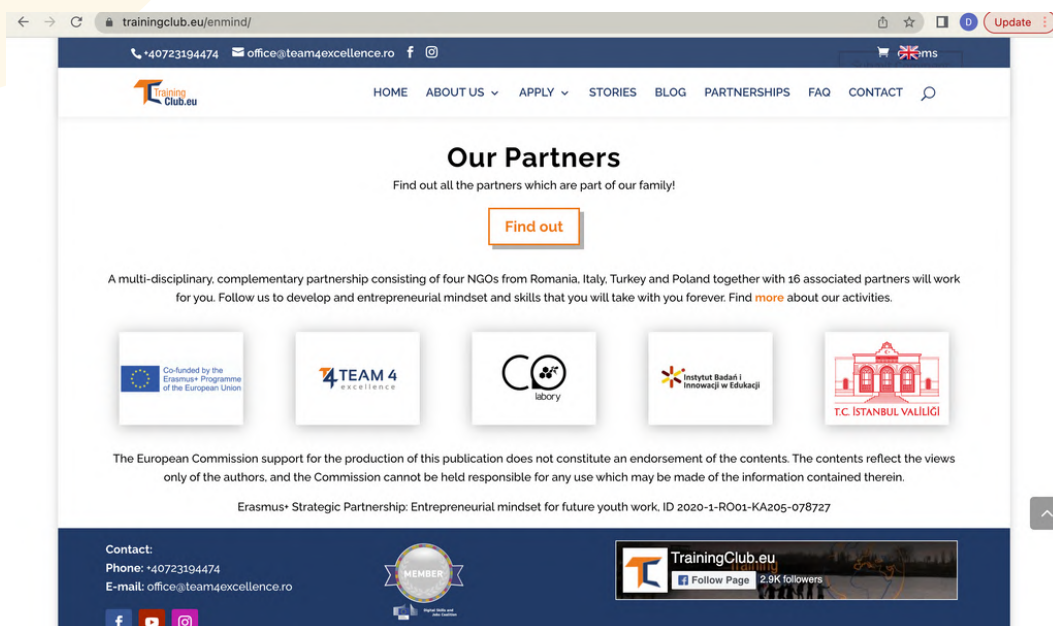 trainingclub.eu/enmind/
D
Update
+40723194474 office@team4excellence.ro
Training
Club.eu
HOME ABOUT US APPLY STORIES BLOG PARTNERSHIPS FAQ CONTACT
Our Partners
Find out all the partners which are part of our family!
Find out
A multi-disciplinary, complementary partnership consisting of four NGOs from Romania, Italy, Turkey and Poland together with 16 associated partners will work
for you. Follow us to develop and entrepreneurial mindset and skills that you will take with you forever. Find more about our activities.
Co-funded by the
Erasmus+ Programme
of the European Union
T4 TEAM 4
excellence
CO
labory
Instytut Badań i
Innowacji w Edukacji
T.C. İSTANBUL VALİLİĞİ
The European Commission support for the production of this publication does not constitute an endorsement of the contents. The contents reflect the views
only of the authors, and the Commission cannot be held responsible for any use which may be made of the information contained therein.
Erasmus+ Strategic Partnership: Entrepreneurial mindset for future youth work, ID 2020-1-RO01-KA205-078727
Contact:
Phone: +40723194474
E-mail: office@team4excellence.ro
MEMBER
Digital Skills and
Jobs Coalition
TrainingClub.eu
Follow Page 2.9K followers